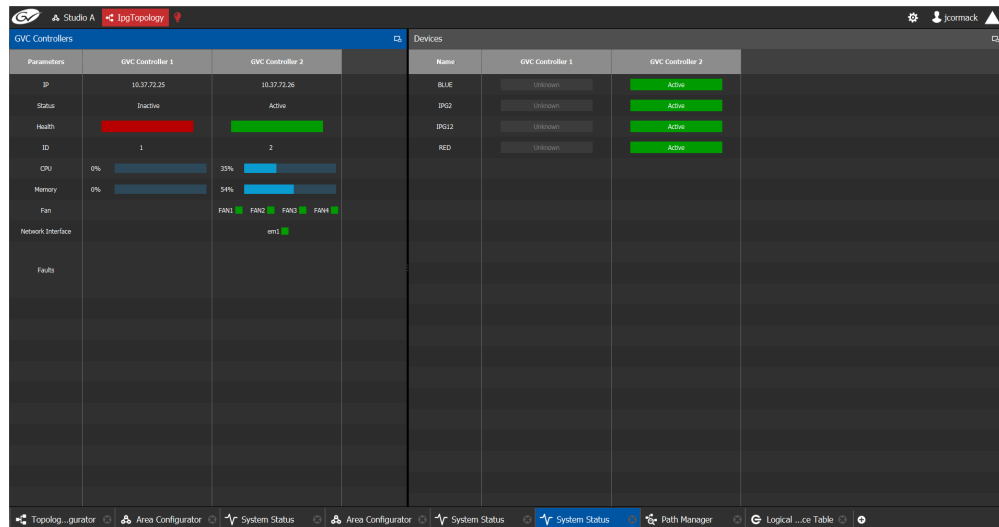 GV Studio A IpgTopology jcormack
GVC Controllers
Parameters GVC Controller 1 GVC Controller 2
IP 10.37.72.25 10.37.72.26
Status Inactive Active
Health
ID 1 2
CPU 0% 35%
Memory 0% 54%
Fan FAN1 FAN2 FAN3 FAN4
Network Interface em1
Faults
Devices
Name GVC Controller 1 GVC Controller 2
BLUE Unknown Active
IPG2 Unknown Active
IPG12 Unknown Active
RED Unknown Active
Topolog...gurator Area Configurator System Status Area Configurator System Status System Status Path Manager Logical ...ce Table